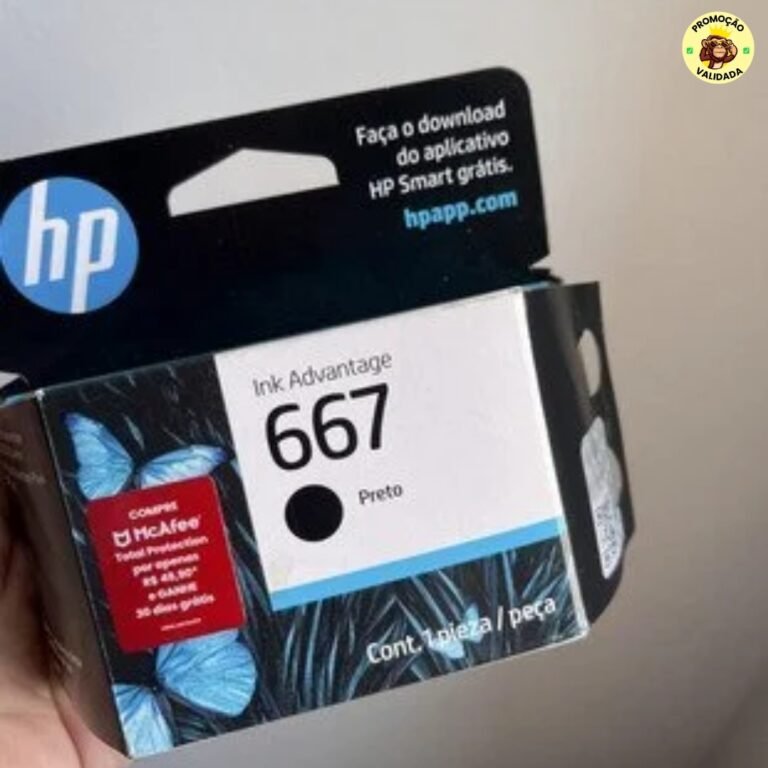 PROMOÇÃO
VALIDADA
Faça o download
do aplicativo
HP Smart grátis.
hpapp.com
hp
Ink Advantage
667
Preto
COMPRE
McAfee
Total Protection
por apenas
R$ 49,90*
e GANHE
30 dias grátis
Cont. 1 pieza / peça